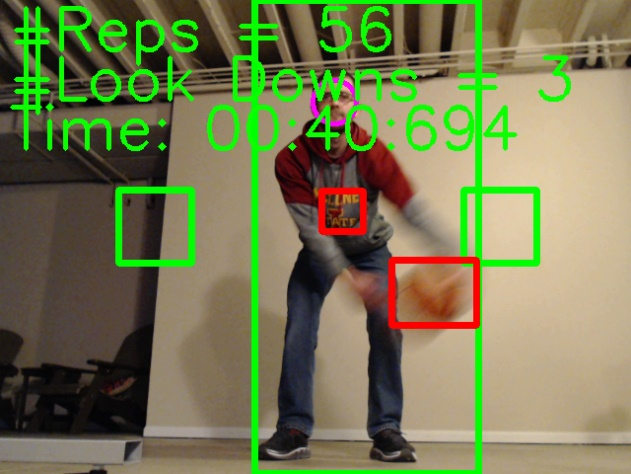 #Reps = 56
#Look Downs = 3
Time: 00:40:694